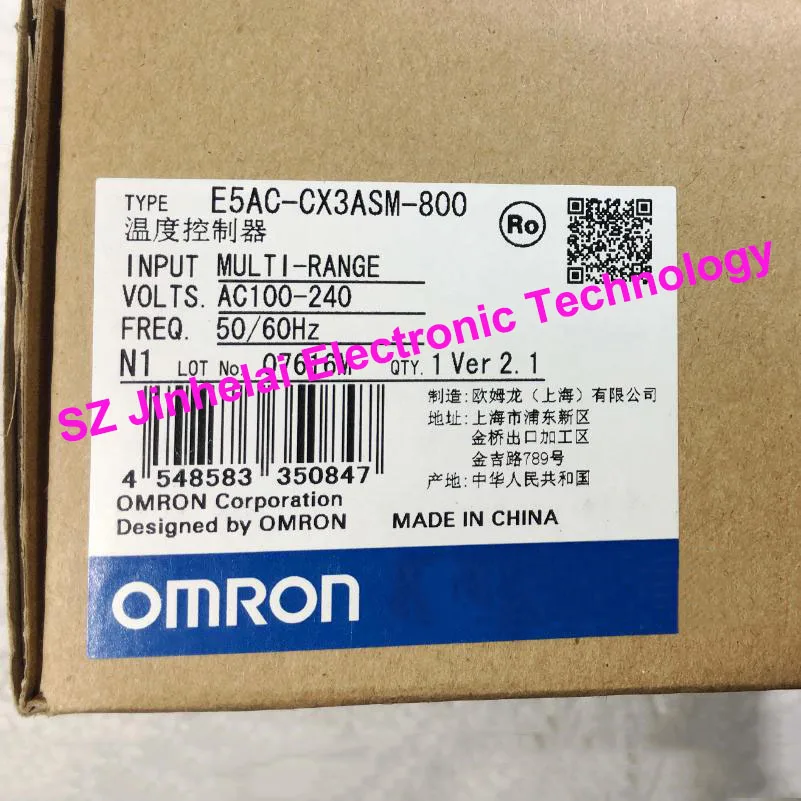 TYPE E5AC-CX3ASM-800
Ro
温度控制器
INPUT MULTI-RANGE
VOLTS. AC100-240
FREQ. 50/60Hz
N1 LOT No. 07616M QTY. 1 Ver 2.1
4 548583 350847
制造: 欧姆龙（上海）有限公司
地址: 上海市浦东新区
金桥出口加工区
金吉路789号
产地: 中华人民共和国
OMRON Corporation
Designed by OMRON MADE IN CHINA
OMRON
SZ Jinhelai Electronic Technology